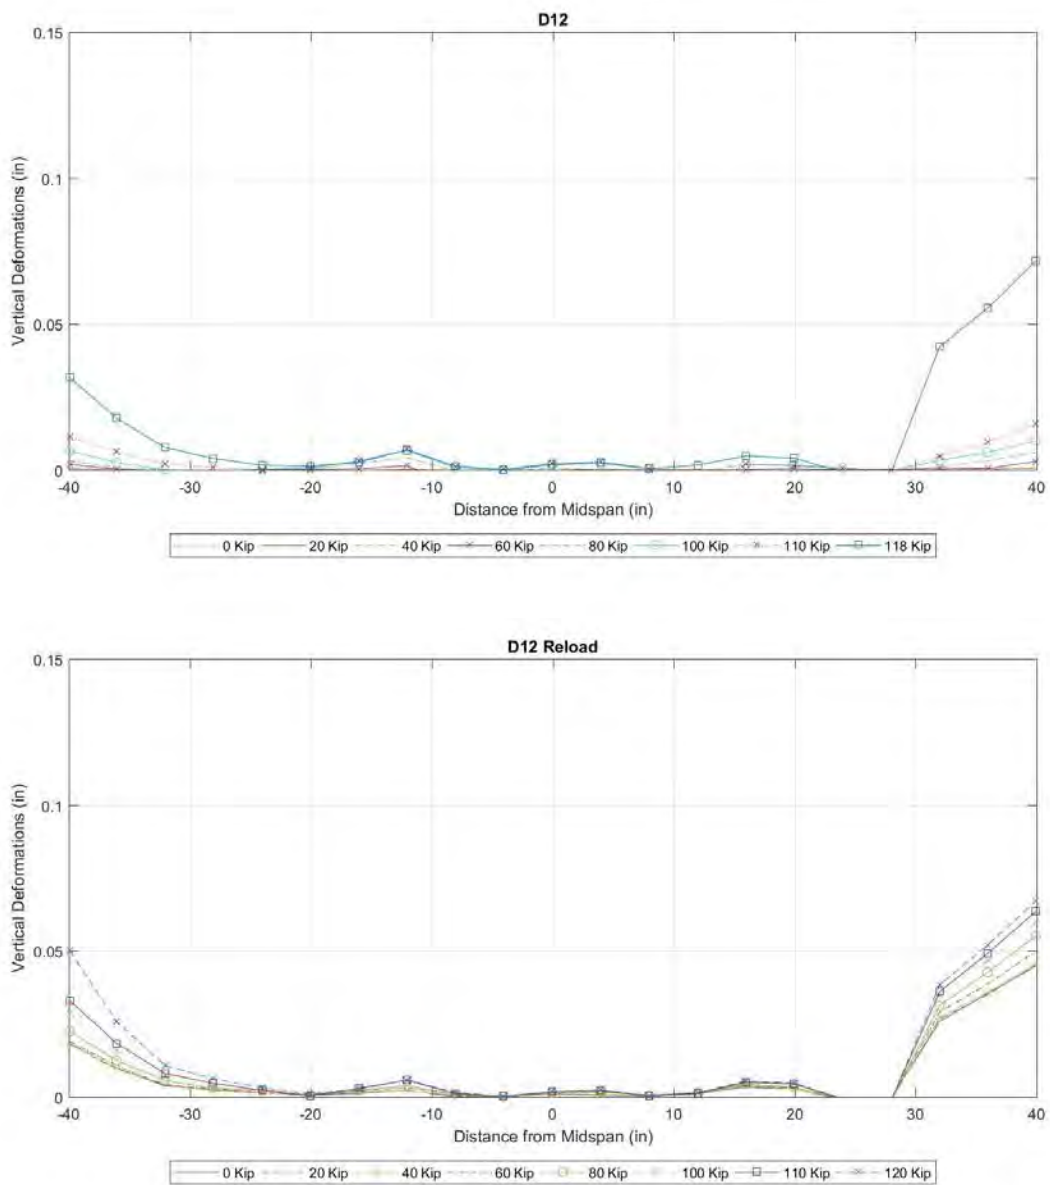 D12
0.15
0.1
0.05
0
Vertical Deformations (in)
-40 -30 -20 -10 0 10 20 30 40
Distance from Midspan (in)
0 Kip 20 Kip 40 Kip 60 Kip 80 Kip 100 Kip 110 Kip 118 Kip
D12 Reload
0.15
0.1
0.05
0
Vertical Deformations (in)
-40 -30 -20 -10 0 10 20 30 40
Distance from Midspan (in)
0 Kip 20 Kip 40 Kip 60 Kip 80 Kip 100 Kip 110 Kip 120 Kip